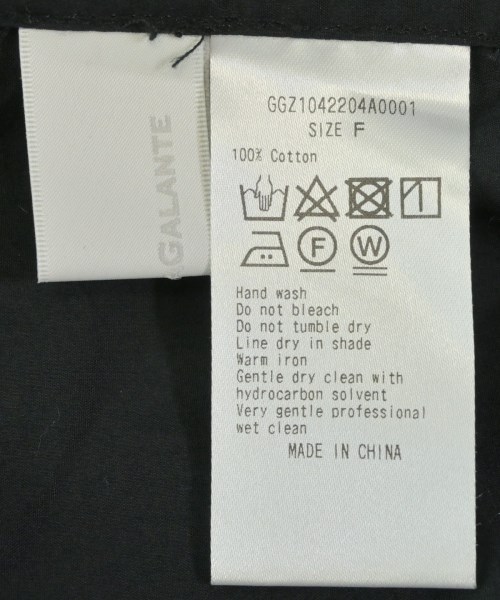 GALANTE
GGZ1042204A0001
SIZE F
100% Cotton
F W
Hand wash
Do not bleach
Do not tumble dry
Line dry in shade
Warm iron
Gentle dry clean with
hydrocarbon solvent
Very gentle professional
wet clean
MADE IN CHINA